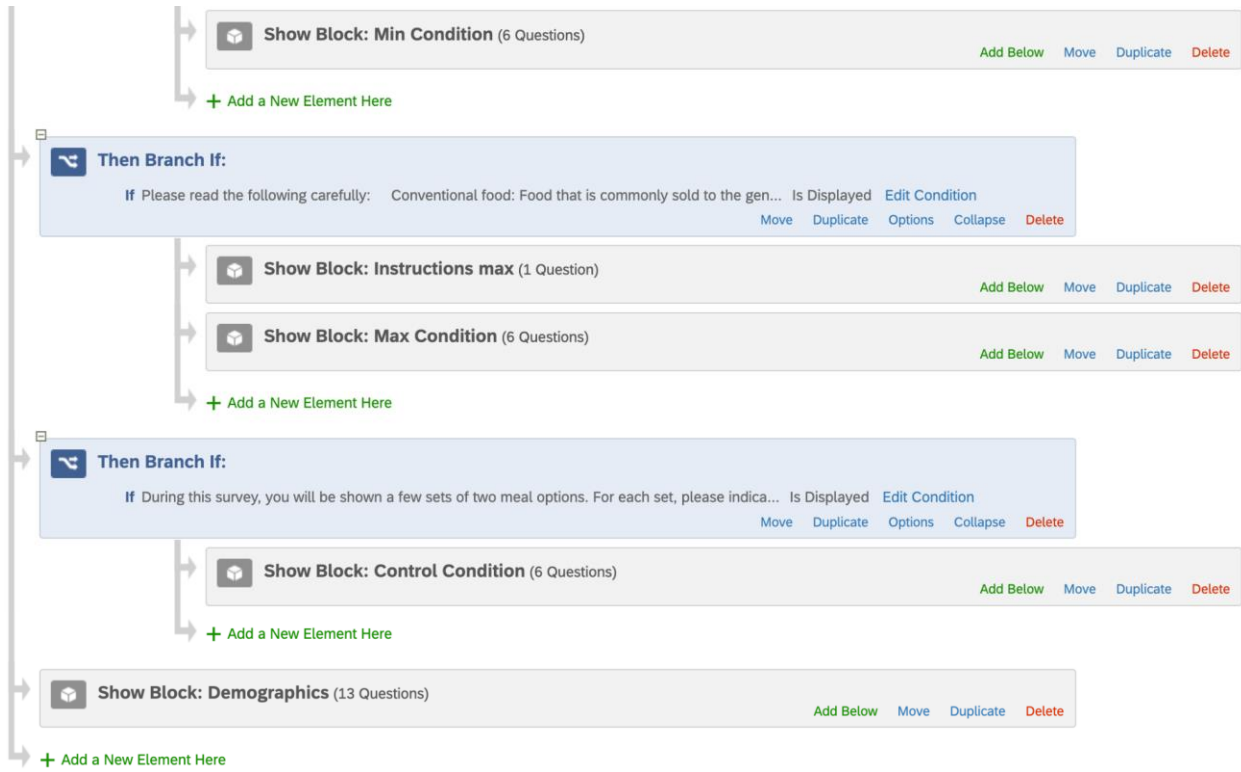 Show Block: Min Condition (6 Questions)
Add Below Move Duplicate Delete
+ Add a New Element Here
Then Branch If:
If Please read the following carefully: Conventional food: Food that is commonly sold to the gen... Is Displayed Edit Condition
Move Duplicate Options Collapse Delete
Show Block: Instructions max (1 Question)
Add Below Move Duplicate Delete
Show Block: Max Condition (6 Questions)
Add Below Move Duplicate Delete
+ Add a New Element Here
Then Branch If:
If During this survey, you will be shown a few sets of two meal options. For each set, please indica... Is Displayed Edit Condition
Move Duplicate Options Collapse Delete
Show Block: Control Condition (6 Questions)
Add Below Move Duplicate Delete
+ Add a New Element Here
Show Block: Demographics (13 Questions)
Add Below Move Duplicate Delete
+ Add a New Element Here